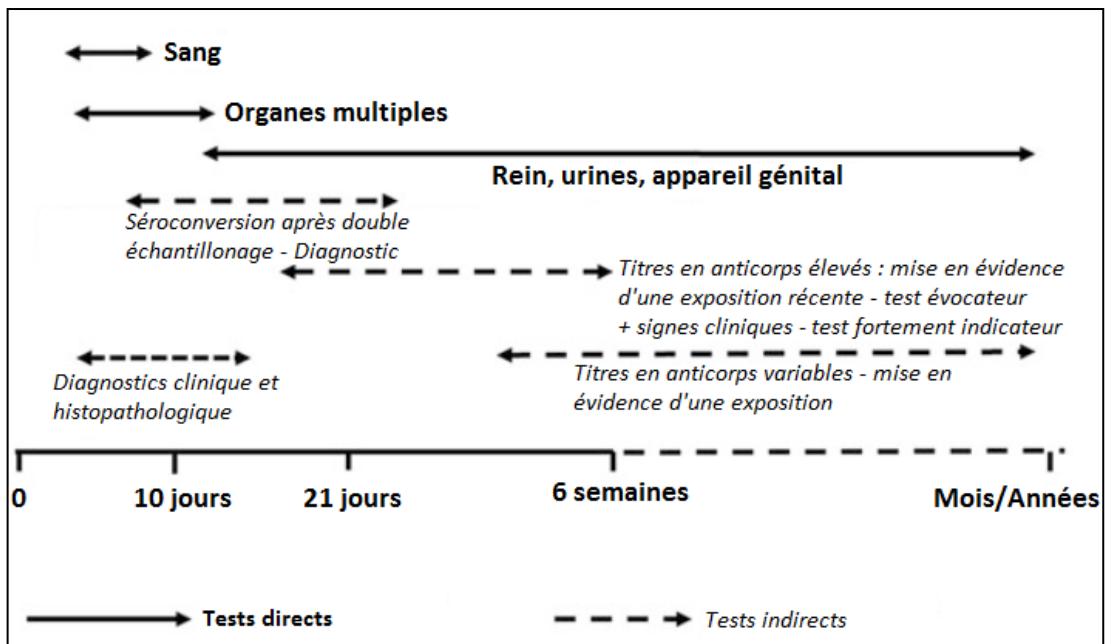 Sang
Organes multiples
Rein, urines, appareil génital
Séroconversion après double
échantillonage - Diagnostic
Titres en anticorps élevés : mise en évidence
d'une exposition récente - test évocateur
+ signes cliniques - test fortement indicateur
Diagnostics clinique et
histopathologique
Titres en anticorps variables - mise en
évidence d'une exposition
0
10 jours
21 jours
6 semaines
Mois/Années
Tests directs
Tests indirects